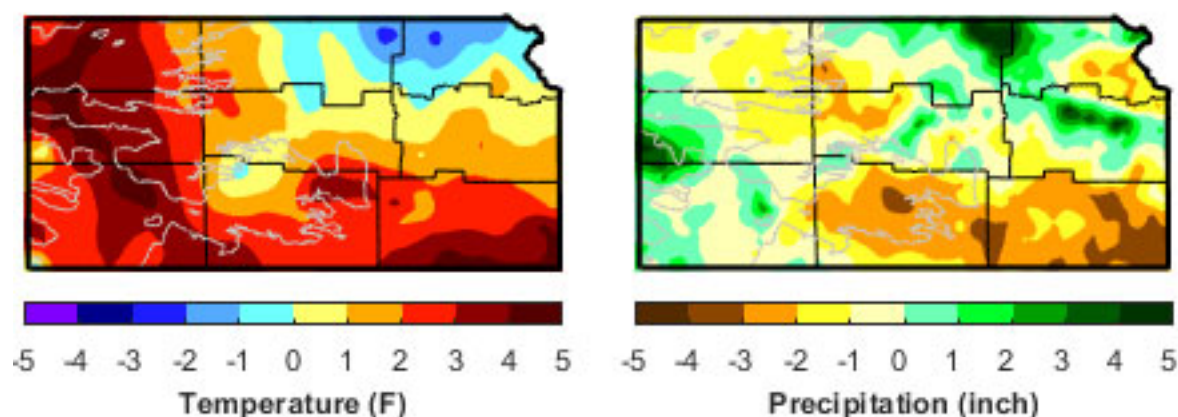 -5 -4 -3 -2 -1 0 1 2 3 4 5
Temperature (F)
-5 -4 -3 -2 -1 0 1 2 3 4 5
Precipitation (inch)